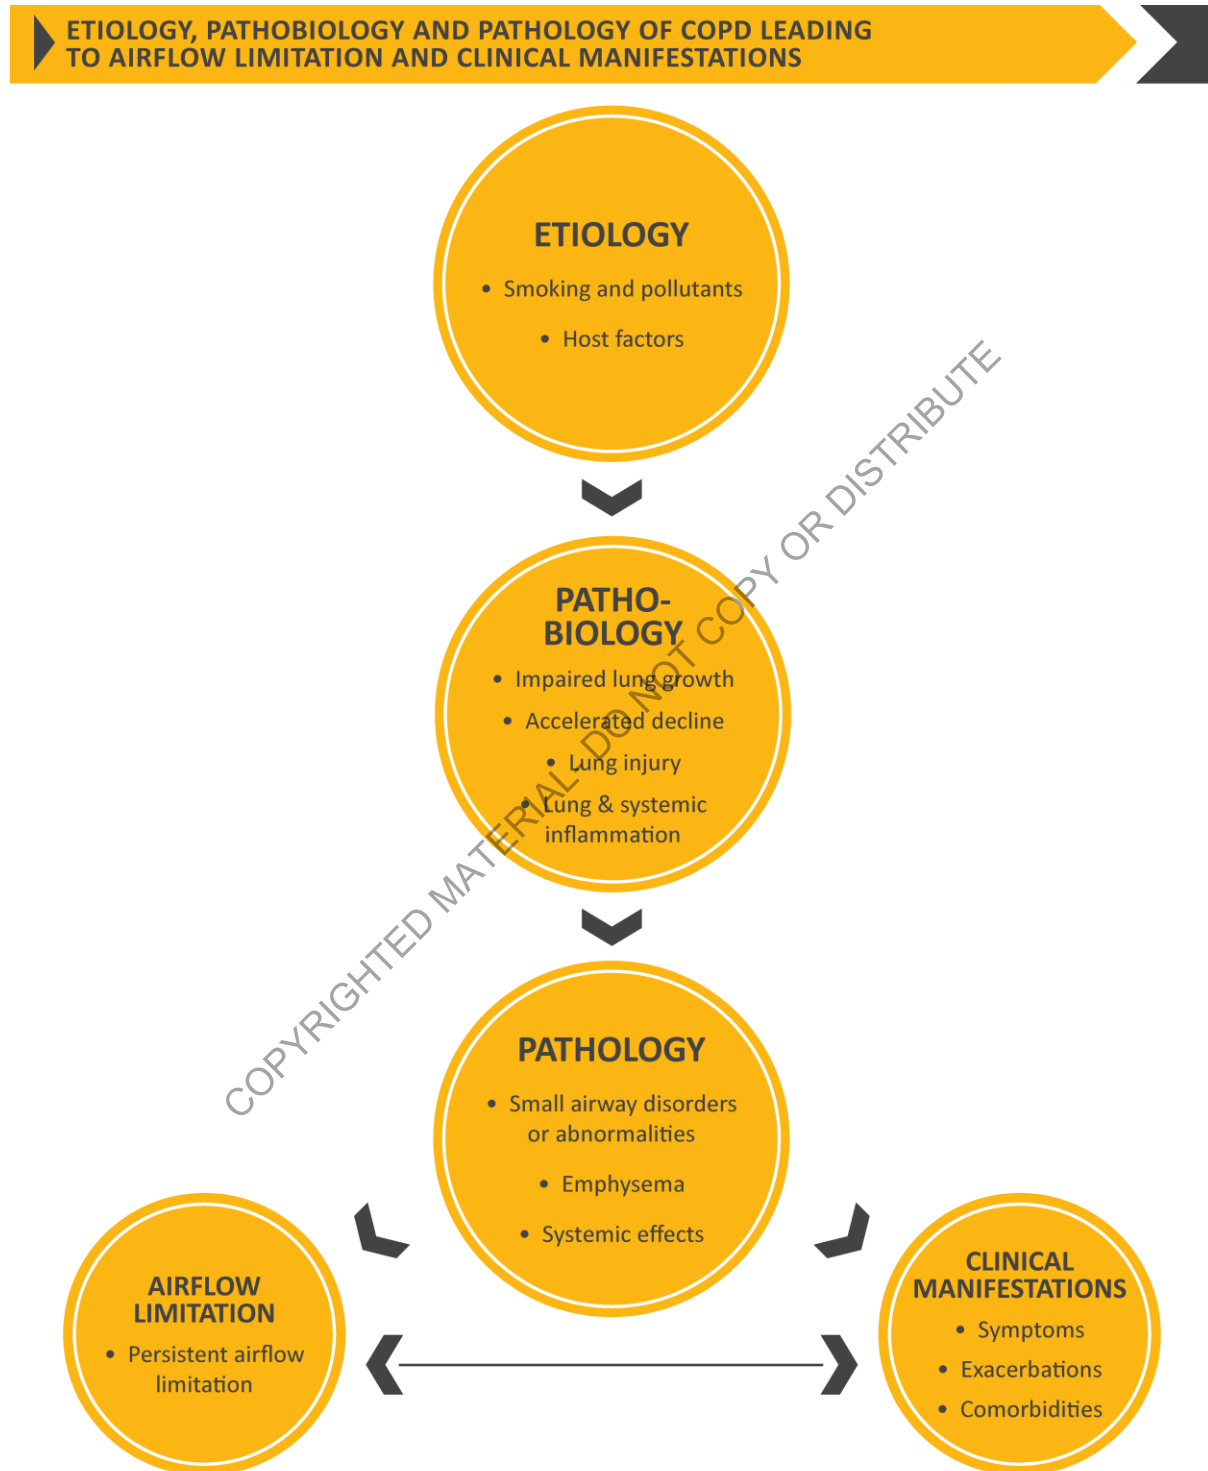 ETIOLOGY, PATHOBIOLOGY AND PATHOLOGY OF COPD LEADING
TO AIRFLOW LIMITATION AND CLINICAL MANIFESTATIONS
ETIOLOGY
• Smoking and pollutants
• Host factors
PATHO-
BIOLOGY
• Impaired lung growth
• Accelerated decline
• Lung injury
• Lung & systemic
inflammation
PATHOLOGY
• Small airway disorders
or abnormalities
• Emphysema
• Systemic effects
AIRFLOW
LIMITATION
• Persistent airflow
limitation
CLINICAL
MANIFESTATIONS
• Symptoms
• Exacerbations
• Comorbidities
COPYRIGHTED MATERIAL- DO NOT COPY OR DISTRIBUTE